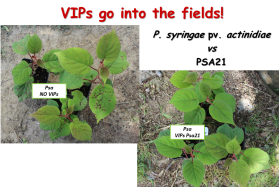 VIPs go into the fields!
P. syringae pv. actinidiae
vs
PSA21
Psa
NO VIPs
Psa
VIPs Psa21